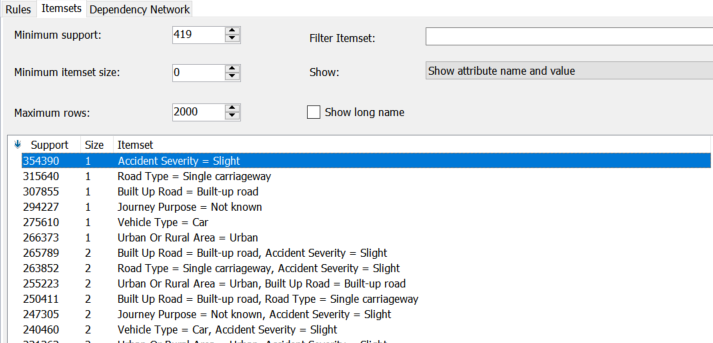 Rules Itemsets Dependency Network
Minimum support: 419 Filter Itemset:
Minimum itemset size: 0 Show: Show attribute name and value
Maximum rows: 2000 Show long name
Support Size Itemset
354390 1 Accident Severity = Slight
315640 1 Road Type = Single carriageway
307855 1 Built Up Road = Built-up road
294227 1 Journey Purpose = Not known
275610 1 Vehicle Type = Car
266373 1 Urban Or Rural Area = Urban
265789 2 Built Up Road = Built-up road, Accident Severity = Slight
263852 2 Road Type = Single carriageway, Accident Severity = Slight
255223 2 Urban Or Rural Area = Urban, Built Up Road = Built-up road
250411 2 Built Up Road = Built-up road, Road Type = Single carriageway
247305 2 Journey Purpose = Not known, Accident Severity = Slight
240460 2 Vehicle Type = Car, Accident Severity = Slight